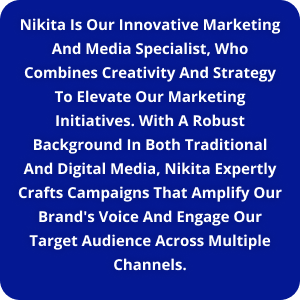 Nikita Is Our Innovative Marketing
And Media Specialist, Who
Combines Creativity And Strategy
To Elevate Our Marketing
Initiatives. With A Robust
Background In Both Traditional
And Digital Media, Nikita Expertly
Crafts Campaigns That Amplify Our
Brand's Voice And Engage Our
Target Audience Across Multiple
Channels.